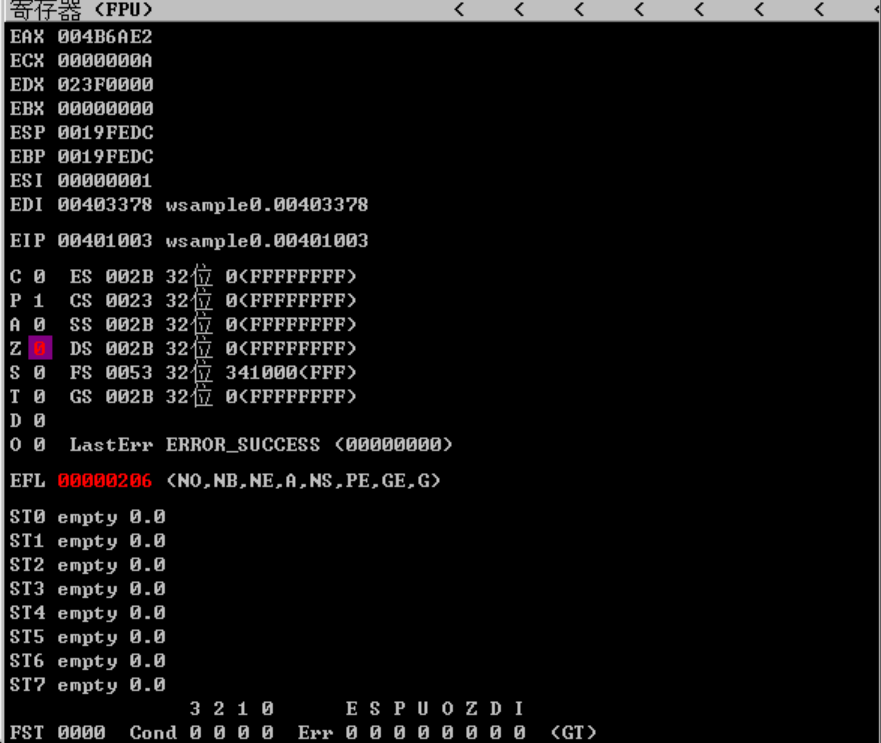 寄存器 (FPU) < < < < < < < <
EAX 004B6AE2
ECX 0000000A
EDX 023F0000
EBX 00000000
ESP 0019FEDC
EBP 0019FEDC
ESI 00000001
EDI 00403378 wsample0.00403378
EIP 00401003 wsample0.00401003
C 0 ES 002B 32位 0(FFFFFFFF)
P 1 CS 0023 32位 0(FFFFFFFF)
A 0 SS 002B 32位 0(FFFFFFFF)
Z 0 DS 002B 32位 0(FFFFFFFF)
S 0 FS 0053 32位 341000(FFF)
T 0 GS 002B 32位 0(FFFFFFFF)
D 0
O 0 LastErr ERROR_SUCCESS (00000000)
EFL 00000206 (NO,NB,NE,A,NS,PE,GE,G)
ST0 empty 0.0
ST1 empty 0.0
ST2 empty 0.0
ST3 empty 0.0
ST4 empty 0.0
ST5 empty 0.0
ST6 empty 0.0
ST7 empty 0.0
3 2 1 0 E S P U O Z D I
FST 0000 Cond 0 0 0 0 Err 0 0 0 0 0 0 0 0 (GT)